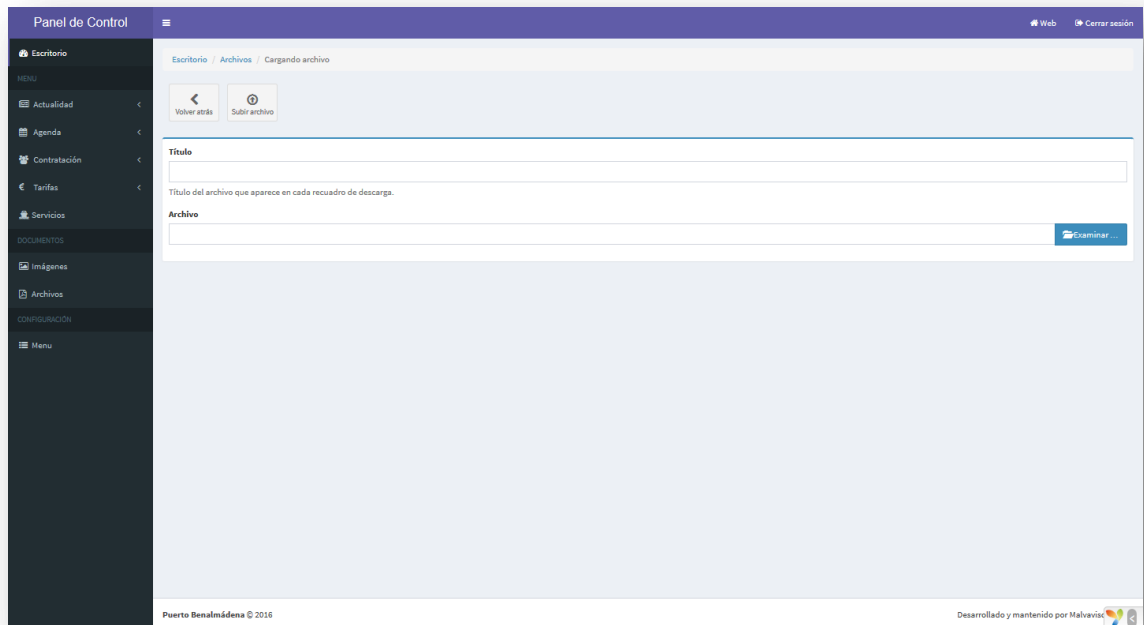 Panel de Control
Web Cerrar sesión
Escritorio
MENU
Actualidad
Agenda
Contratación
Tarifas
Servicios
DOCUMENTOS
Imágenes
Archivos
CONFIGURACIÓN
Menu
Escritorio / Archivos / Cargando archivo
Volver atrás Subir archivo
Título
Título del archivo que aparece en cada recuadro de descarga.
Archivo
Examinar ...
Puerto Benalmádena © 2016
Desarrollado y mantenido por